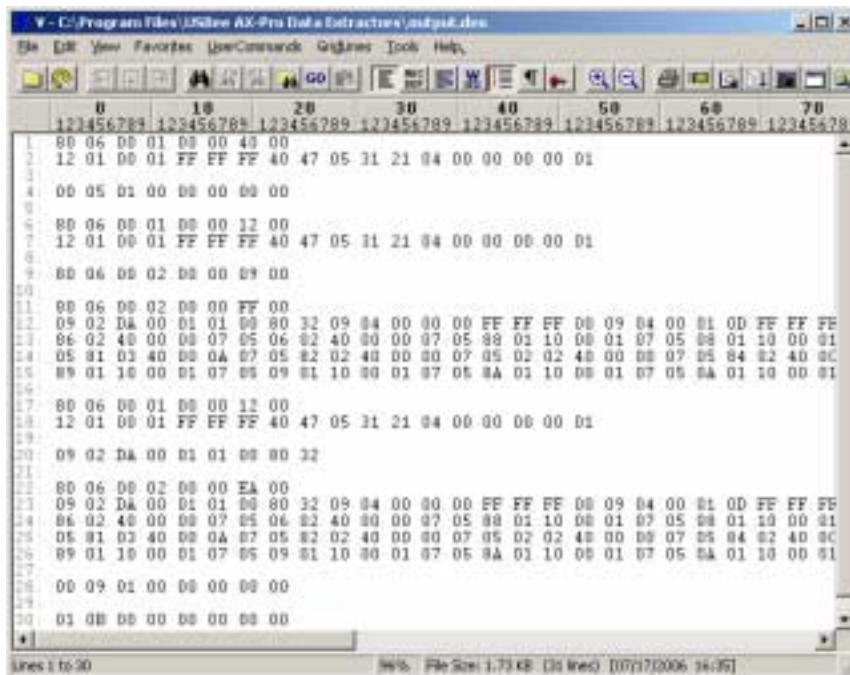 V - C:\Program Files\USBee AX-Pro Data Extractors\output.des
File Edit View Favorites UserCommands Gridlines Tools Help,
GO
0 10 20 30 40 50 60 70
123456789 123456789 123456789 123456789 123456789 123456789 123456789 12345678
1 80 06 00 01 00 00 40 00
2 12 01 00 01 FF FF FF 40 47 05 31 21 04 00 00 00 00 01
3
4 00 05 01 00 00 00 00 00
5
6 80 06 00 01 00 00 12 00
7 12 01 00 01 FF FF FF 40 47 05 31 21 04 00 00 00 00 01
8
9 80 06 00 02 00 00 09 00
10
11 80 06 00 02 00 00 FF 00
12 09 02 DA 00 01 01 00 80 32 09 04 00 00 00 FF FF FF 00 09 04 00 01 0D FF FF FF
13 86 02 40 00 00 07 05 06 02 40 00 00 07 05 88 01 10 00 01 07 05 08 01 10 00 01
14 05 81 03 40 00 0A 07 05 82 02 40 00 00 07 05 02 02 40 00 00 07 05 84 02 40 00
15 89 01 10 00 01 07 05 09 01 10 00 01 07 05 8A 01 10 00 01 07 05 0A 01 10 00 01
16
17 80 06 00 01 00 00 12 00
18 12 01 00 01 FF FF FF 40 47 05 31 21 04 00 00 00 00 01
19
20 09 02 DA 00 01 01 00 80 32
21
22 80 06 00 02 00 00 EA 00
23 09 02 DA 00 01 01 00 80 32 09 04 00 00 00 FF FF FF 00 09 04 00 01 0D FF FF FF
24 86 02 40 00 00 07 05 06 02 40 00 00 07 05 88 01 10 00 01 07 05 08 01 10 00 01
25 05 81 03 40 00 0A 07 05 82 02 40 00 00 07 05 02 02 40 00 00 07 05 84 02 40 00
26 89 01 10 00 01 07 05 09 01 10 00 01 07 05 8A 01 10 00 01 07 05 0A 01 10 00 01
27
28 00 09 01 00 00 00 00 00
29
30 01 0B 00 00 00 00 00 00
Lines 1 to 30 96% File Size: 1.73 KB (31 lines) [07/17/2006 16:35]